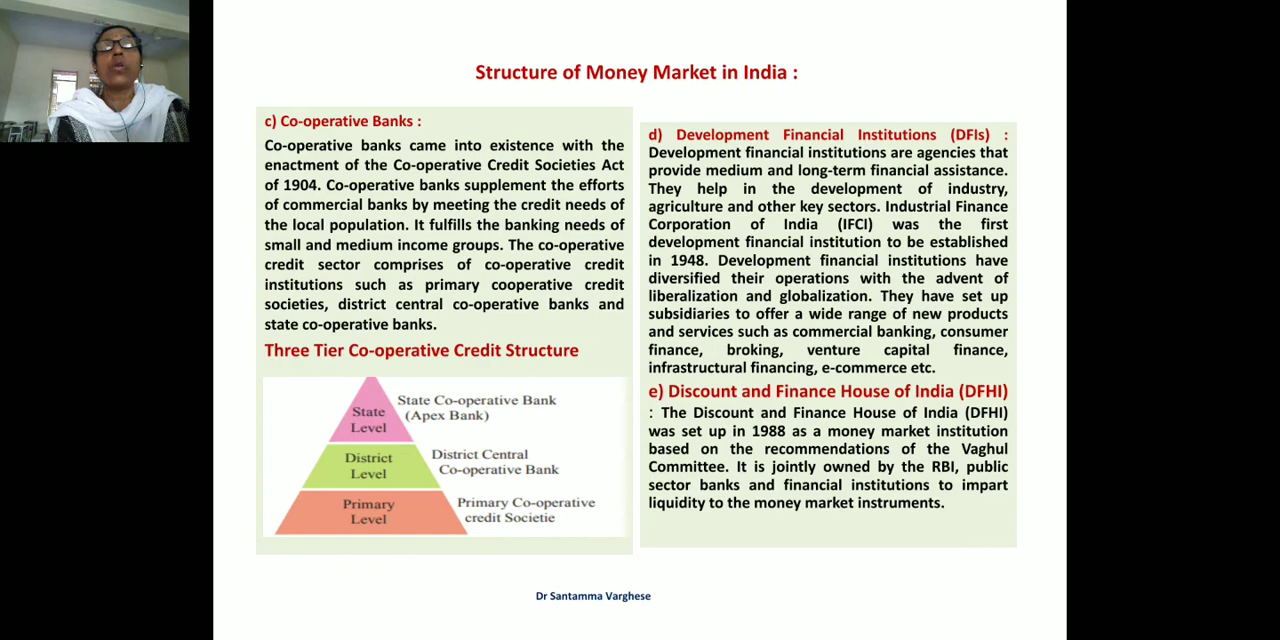 Structure of Money Market in India :
c) Co-operative Banks :
Co-operative banks came into existence with the
enactment of the Co-operative Credit Societies Act
of 1904. Co-operative banks supplement the efforts
of commercial banks by meeting the credit needs of
the local population. It fulfills the banking needs of
small and medium income groups. The co-operative
credit sector comprises of co-operative credit
institutions such as primary cooperative credit
societies, district central co-operative banks and
state co-operative banks.
Three Tier Co-operative Credit Structure
State
Level
State Co-operative Bank
(Apex Bank)
District
Level
District Central
Co-operative Bank
Primary
Level
Primary Co-operative
credit Societie
d) Development Financial Institutions (DFIs) :
Development financial institutions are agencies that
provide medium and long-term financial assistance.
They help in the development of industry,
agriculture and other key sectors. Industrial Finance
Corporation of India (IFCI) was the first
development financial institution to be established
in 1948. Development financial institutions have
diversified their operations with the advent of
liberalization and globalization. They have set up
subsidiaries to offer a wide range of new products
and services such as commercial banking, consumer
finance, broking, venture capital finance,
infrastructural financing, e-commerce etc.
e) Discount and Finance House of India (DFHI)
: The Discount and Finance House of India (DFHI)
was set up in 1988 as a money market institution
based on the recommendations of the Vaghul
Committee. It is jointly owned by the RBI, public
sector banks and financial institutions to impart
liquidity to the money market instruments.
Dr Santamma Varghese